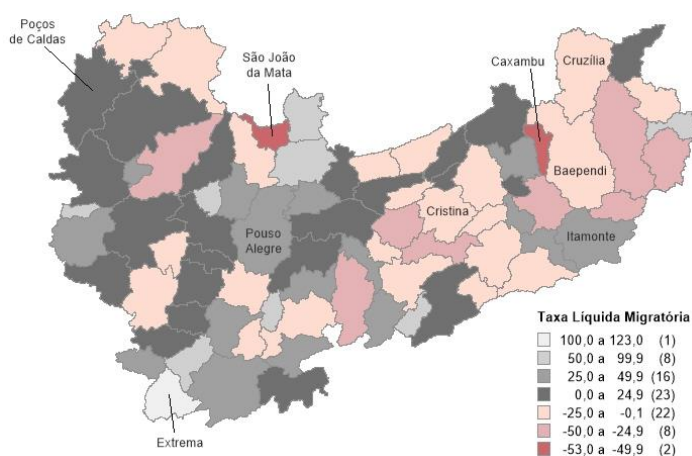 Poços
de Caldas
São João
da Mata
Caxambu
Cruzília
Baependi
Cristina
Pouso
Alegre
Itamonte
Extrema
Taxa Líquida Migratória
100,0 a 123,0 (1)
50,0 a 99,9 (8)
25,0 a 49,9 (16)
0,0 a 24,9 (23)
-25,0 a -0,1 (22)
-50,0 a -24,9 (8)
-53,0 a -49,9 (2)